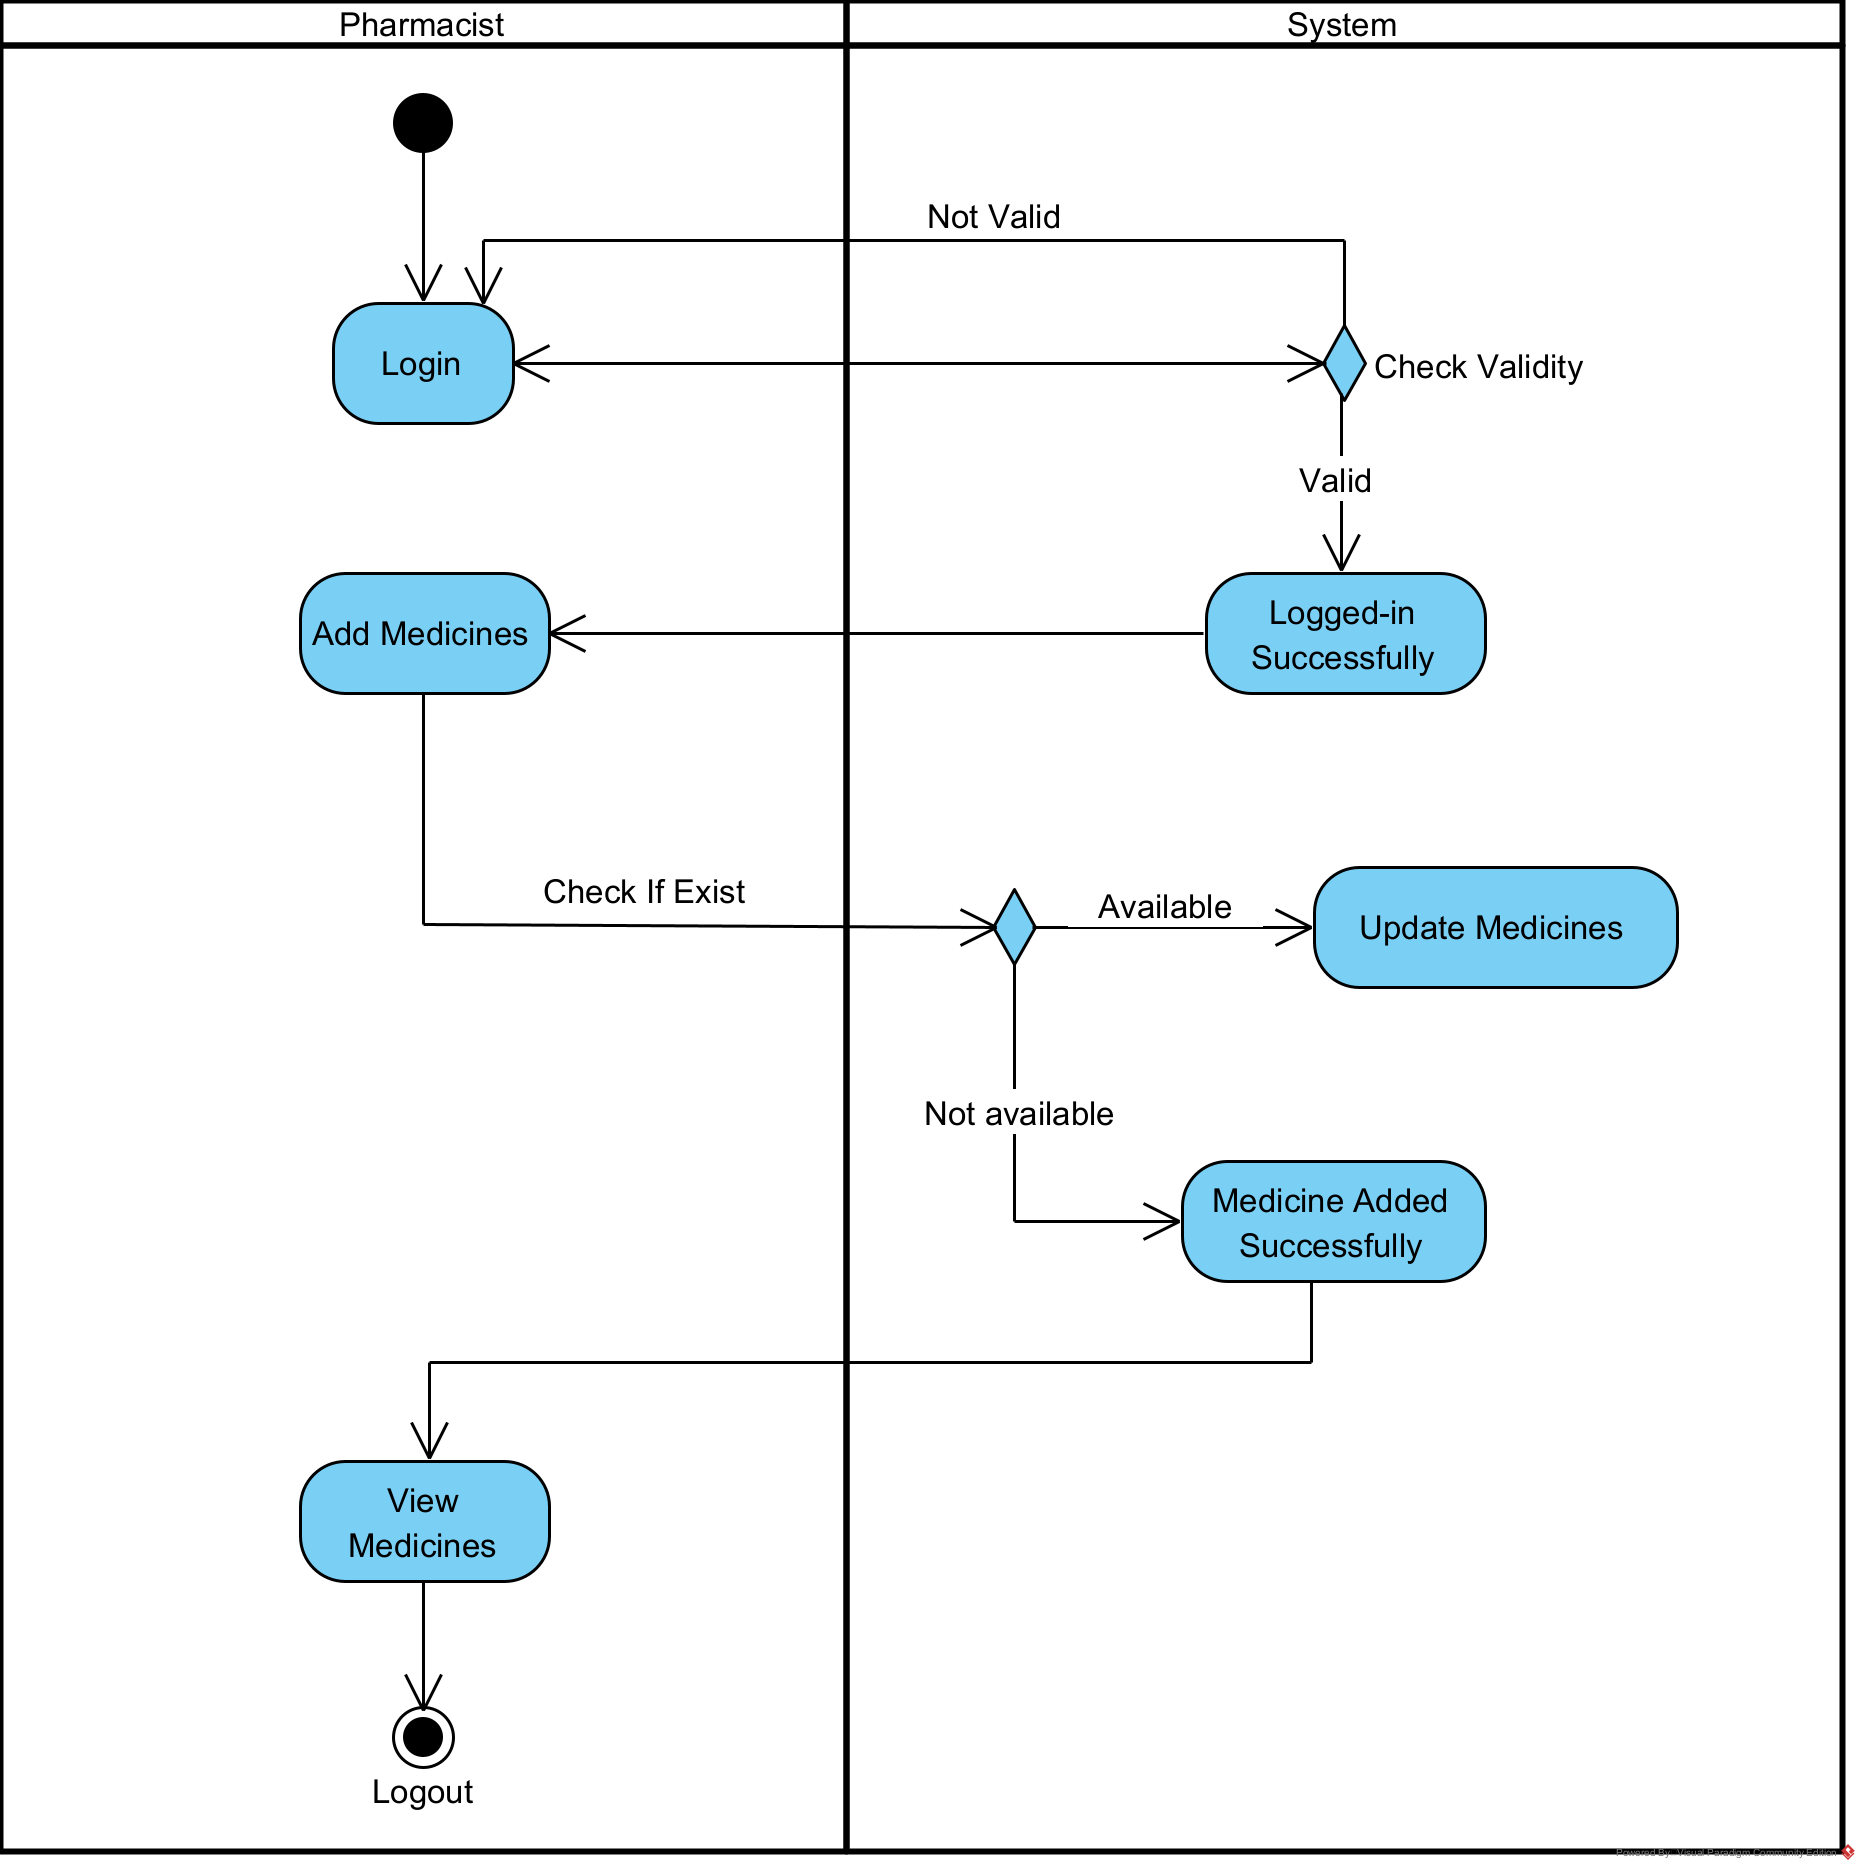 Pharmacist
System
Not Valid
Login
Check Validity
Valid
Add Medicines
Logged-in
Successfully
Check If Exist
Available
Update Medicines
Not available
Medicine Added
Successfully
View
Medicines
Logout
Powered By Visual Paradigm Community Edition